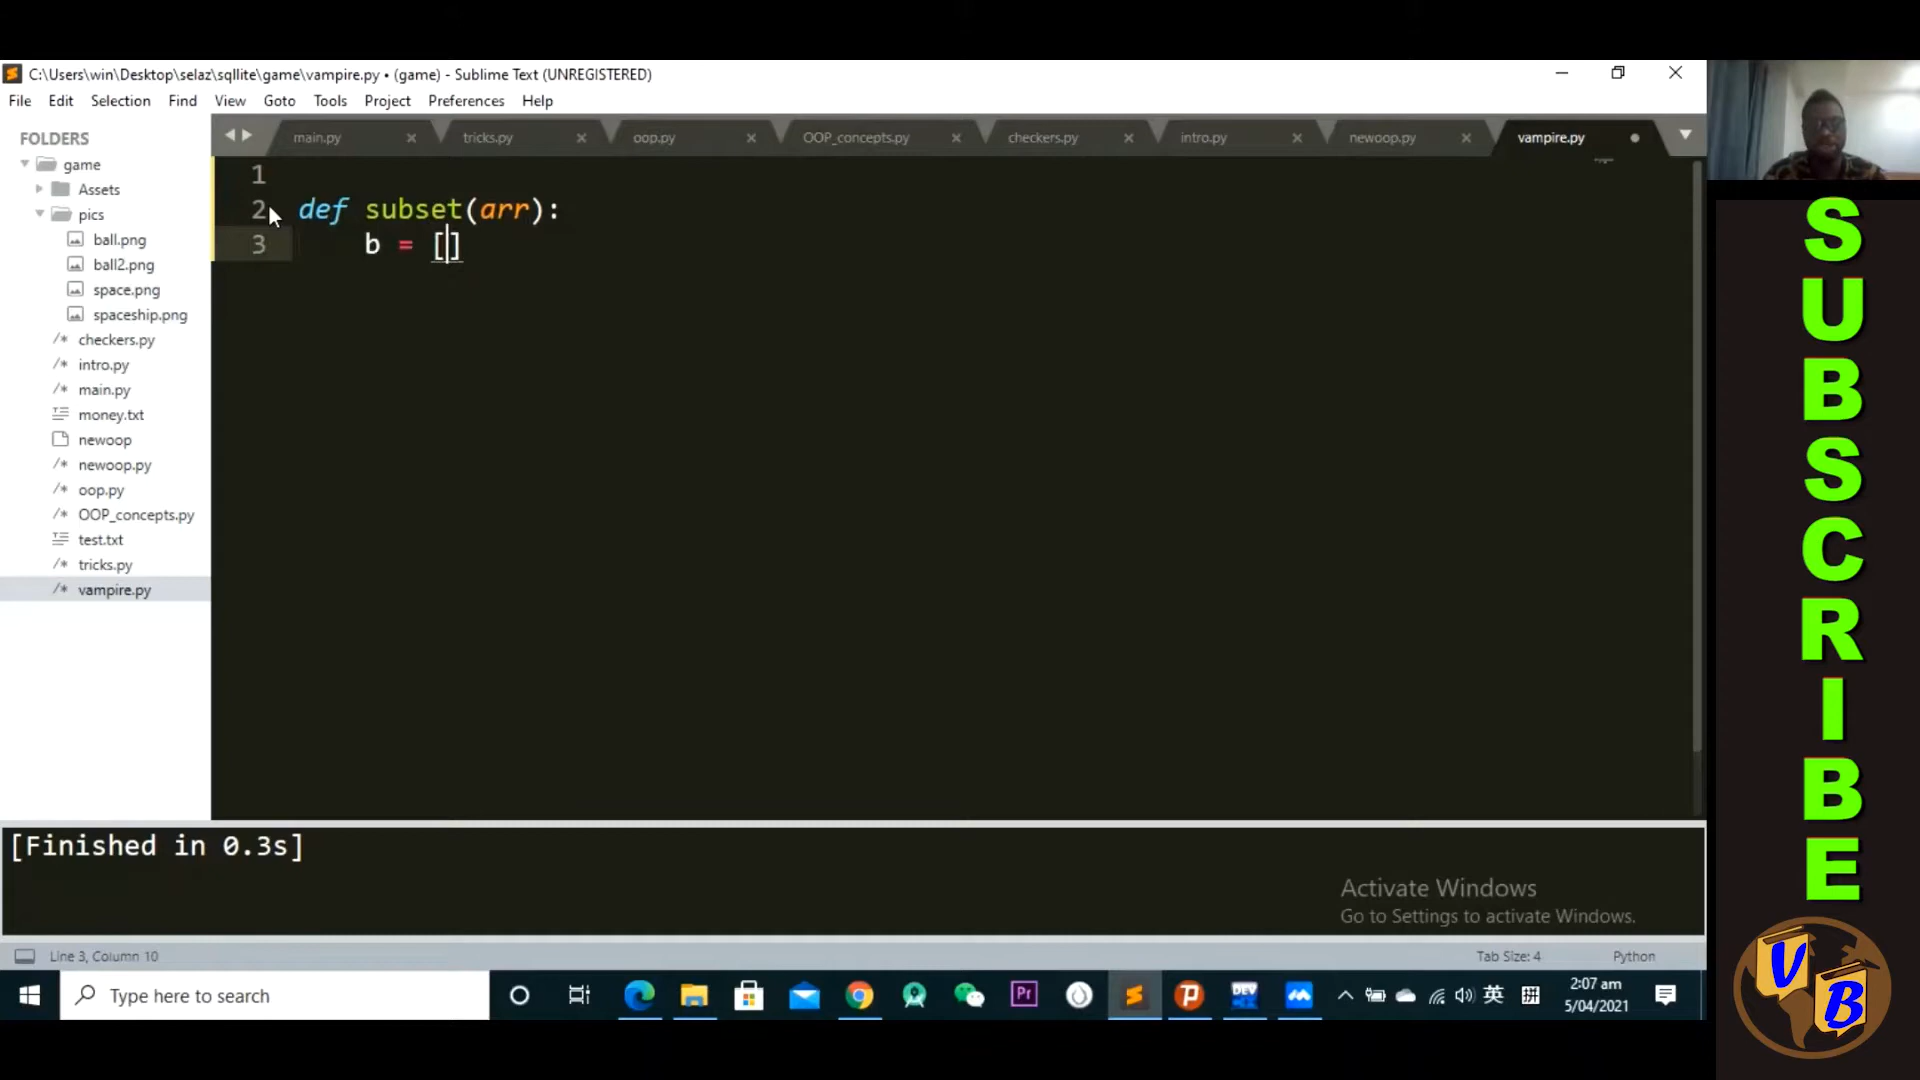 C:\Users\win\Desktop\selaz\sqllite\game\vampire.py • (game) - Sublime Text (UNREGISTERED)
File Edit Selection Find View Goto Tools Project Preferences Help
FOLDERS
game
Assets
pics
ball.png
ball2.png
space.png
spaceship.png
checkers.py
intro.py
main.py
money.txt
newoop
newoop.py
oop.py
OOP_concepts.py
test.txt
tricks.py
vampire.py
main.py tricks.py oop.py OOP_concepts.py checkers.py intro.py newoop.py vampire.py
1
2 def subset(arr):
3 b = []
[Finished in 0.3s]
Activate Windows
Go to Settings to activate Windows.
Line 3, Column 10 Tab Size: 4 Python
Type here to search
Pr
P
DEV
英
拼
2:07 am
5/04/2021
SUBSCRIBE
V
B